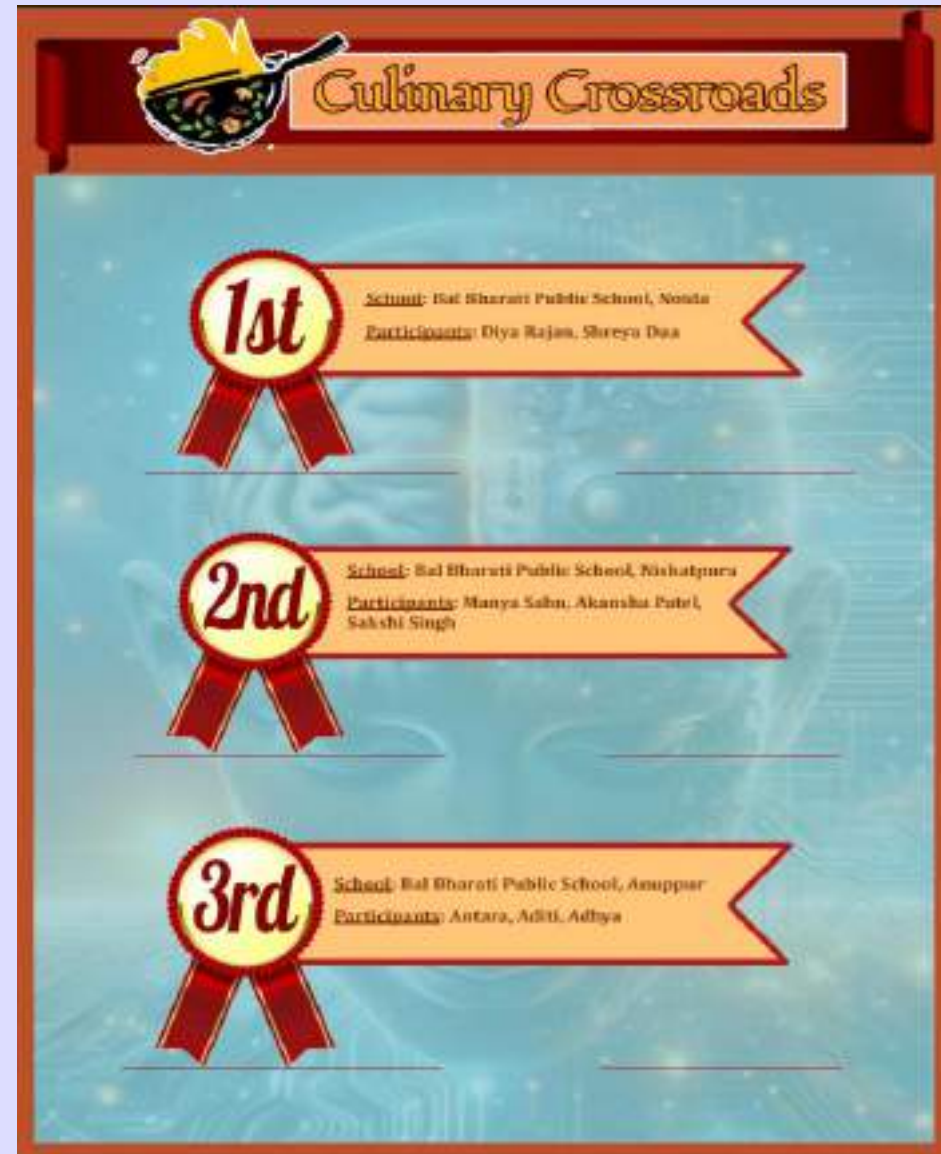 Culinary Crossroads
1st
School: Bal Bharati Public School, Noida
Participants: Diya Rajan, Shreya Dua
2nd
School: Bal Bharati Public School, Nishatpura
Participants: Manya Sahu, Akansha Patel,
Sakshi Singh
3rd
School: Bal Bharati Public School, Anuppur
Participants: Antara, Aditi, Adhya